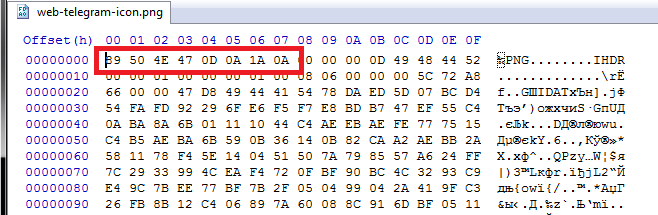 web-telegram-icon.png
Offset(h) 00 01 02 03 04 05 06 07 08 09 0A 0B 0C 0D 0E 0F
00000000 89 50 4E 47 0D 0A 1A 0A 00 00 00 0D 49 48 44 52 ‰PNG........IHDR
00000010 00 00 01 00 00 00 01 00 08 06 00 00 00 5C 72 A8 .............\rЁ
00000020 66 00 00 47 D8 49 44 41 54 78 DA ED 5D 07 BC D4 f..GШIDATxЪн].јФ
00000030 54 FA FD 92 29 6F E6 F5 F7 E8 BD B7 47 EF 55 C4 Tъэ’)ожхчиЅ·GпUД
00000040 0A BA 8A 6B 01 11 10 44 C4 AE EB AE FE 77 75 15 .єЉk...DД®л®юwu.
00000050 C4 B5 AE BA 6B 59 0B 36 14 0B 82 CA A2 AE BB 2A Дµ®єkY.6..‚Кў®»*
00000060 58 11 78 F4 5E 14 04 51 50 7A 79 85 57 A6 24 FF X.xф^..QPzy…W¦$я
00000070 7C 29 33 99 4C EA F4 72 0F BF 90 BC 4C 32 93 C9 |)3™Lкфr.їђјL2“Й
00000080 E4 9C 7B EE 77 BF 7B 2F 05 04 99 04 2A 41 9F C3 дњ{оwї{/..™.*AџГ
00000090 26 FB 8B 12 C4 06 89 7A 60 08 8C 91 6D BF 05 11 &ы‹.Д.‰z`.Њ‘mї..